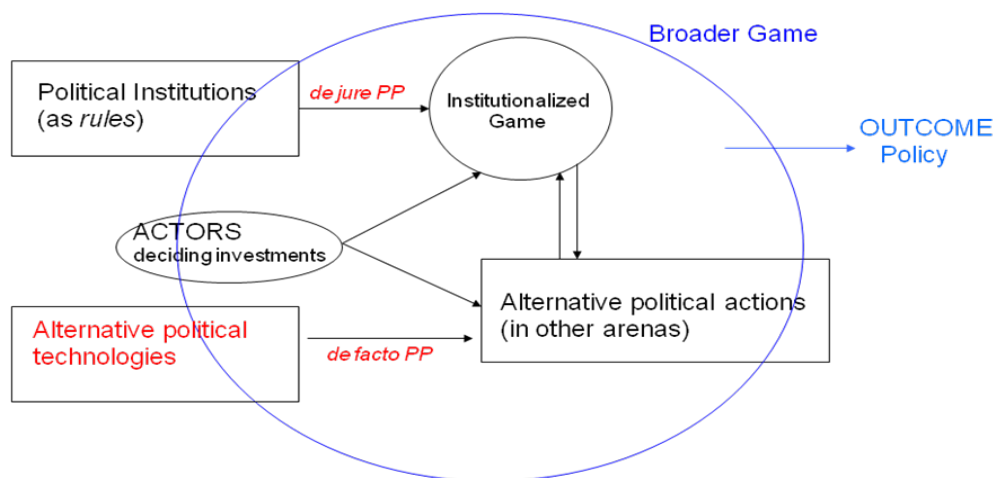 Broader Game
Political Institutions
(as rules)
de jure PP
Institutionalized
Game
OUTCOME
Policy
ACTORS
deciding investments
Alternative political actions
(in other arenas)
Alternative political
technologies
de facto PP